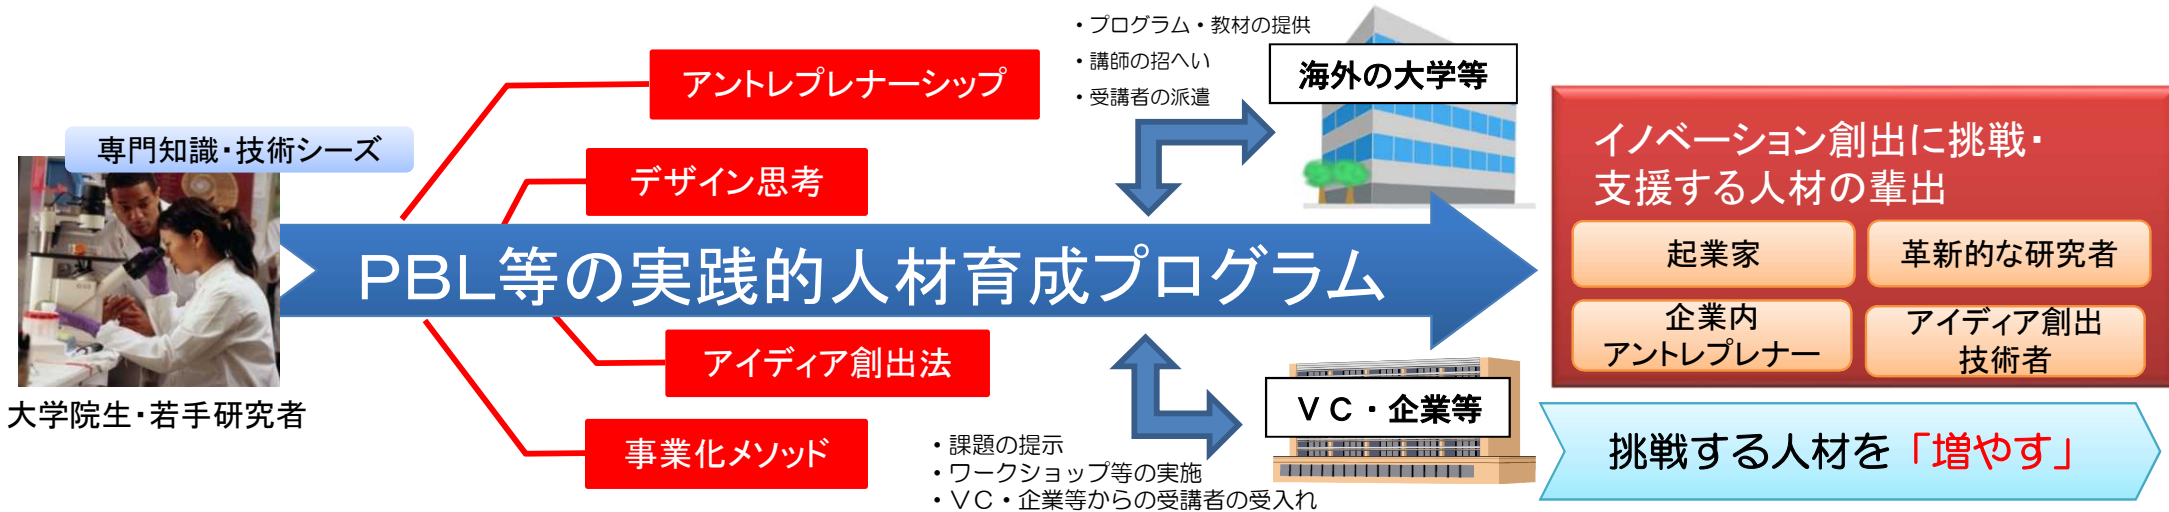 専門知識・技術シーズ
大学院生・若手研究者
アントレプレナーシップ
デザイン思考
PBL等の実践的人材育成プログラム
アイディア創出法
事業化メソッド
・プログラム・教材の提供
・講師の招へい
・受講者の派遣
海外の大学等
VC・企業等
・課題の提示
・ワークショップ等の実施
・VC・企業等からの受講者の受入れ
イノベーション創出に挑戦・
支援する人材の輩出
起業家
革新的な研究者
企業内
アントレプレナー
アイディア創出
技術者
挑戦する人材を「増やす」